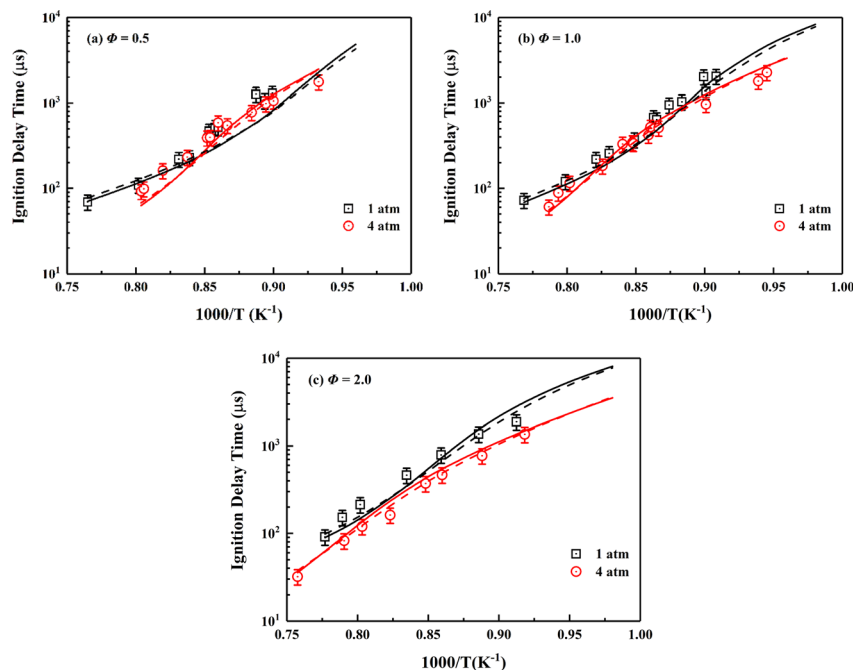 (a) Φ = 0.5
Ignition Delay Time (μs)
10⁴
10³
10²
10¹
1 atm
4 atm
0.75 0.80 0.85 0.90 0.95 1.00
1000/T (K⁻¹)
(b) Φ = 1.0
Ignition Delay Time (μs)
10⁴
10³
10²
10¹
1 atm
4 atm
0.75 0.80 0.85 0.90 0.95 1.00
1000/T(K⁻¹)
(c) Φ = 2.0
Ignition Delay Time (μs)
10⁴
10³
10²
10¹
1 atm
4 atm
0.75 0.80 0.85 0.90 0.95 1.00
1000/T(K⁻¹)